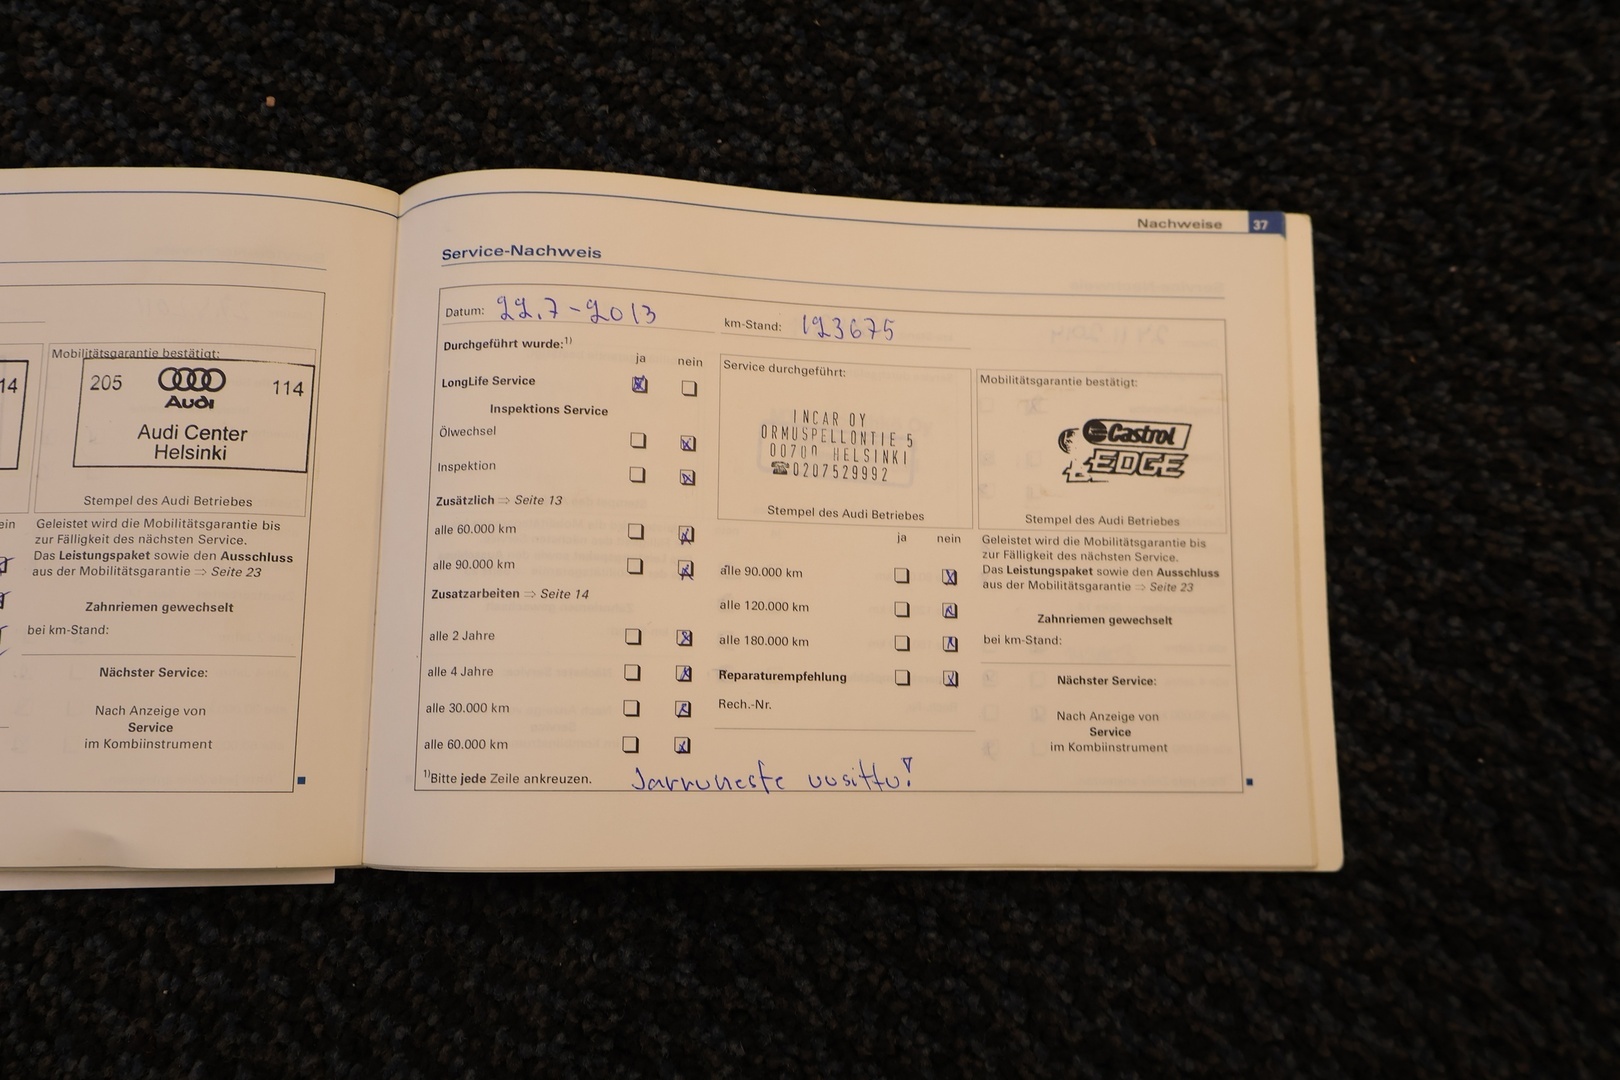 14
Mobilitätsgarantie bestätigt:
205 Audi 114
Audi Center
Helsinki
Stempel des Audi Betriebes
ein
Geleistet wird die Mobilitätsgarantie bis
zur Fälligkeit des nächsten Service.
Das Leistungspaket sowie den Ausschluss
aus der Mobilitätsgarantie ⇒ Seite 23
Zahnriemen gewechselt
bei km-Stand:
Nächster Service:
Nach Anzeige von
Service
im Kombiinstrument
Nachweise 37
Service-Nachweis
Datum: 22.7-2013
km-Stand: 123675
Durchgeführt wurde:1)
ja nein
LongLife Service
Inspektions Service
Ölwechsel
Inspektion
Zusätzlich ⇒ Seite 13
alle 60.000 km
alle 90.000 km
Zusatzarbeiten ⇒ Seite 14
alle 2 Jahre
alle 4 Jahre
alle 30.000 km
alle 60.000 km
1)Bitte jede Zeile ankreuzen.
Jarruneste uusittu!
Service durchgeführt:
INCAR OY
ORMUSPELLONTIE 5
00700 HELSINKI
☎0207529992
Stempel des Audi Betriebes
ja nein
alle 90.000 km
alle 120.000 km
alle 180.000 km
Reparaturempfehlung
Rech.-Nr.
Mobilitätsgarantie bestätigt:
Castrol
EDGE
Stempel des Audi Betriebes
Geleistet wird die Mobilitätsgarantie bis
zur Fälligkeit des nächsten Service.
Das Leistungspaket sowie den Ausschluss
aus der Mobilitätsgarantie ⇒ Seite 23
Zahnriemen gewechselt
bei km-Stand:
Nächster Service:
Nach Anzeige von
Service
im Kombiinstrument